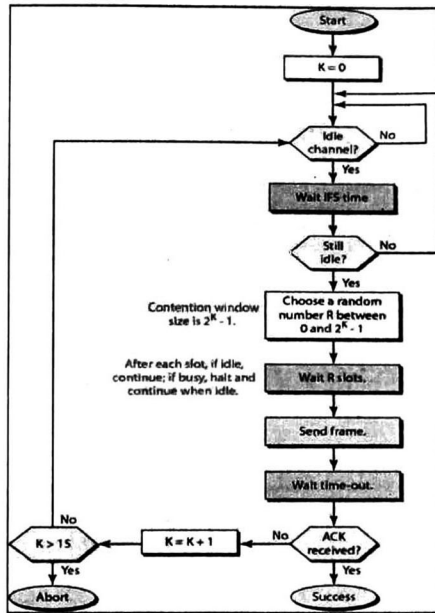 Start
K = 0
Idle
channel?
No
Yes
Wait IFS time
Still
idle?
No
Yes
Contention window
size is 2^K - 1.
Choose a random
number R between
0 and 2^K - 1
After each slot, if idle,
continue; if busy, halt and
continue when idle.
Wait R slots.
Send frame.
Wait time-out.
No
K > 15
K = K + 1
No
ACK
received?
Yes
Yes
Abort
Success